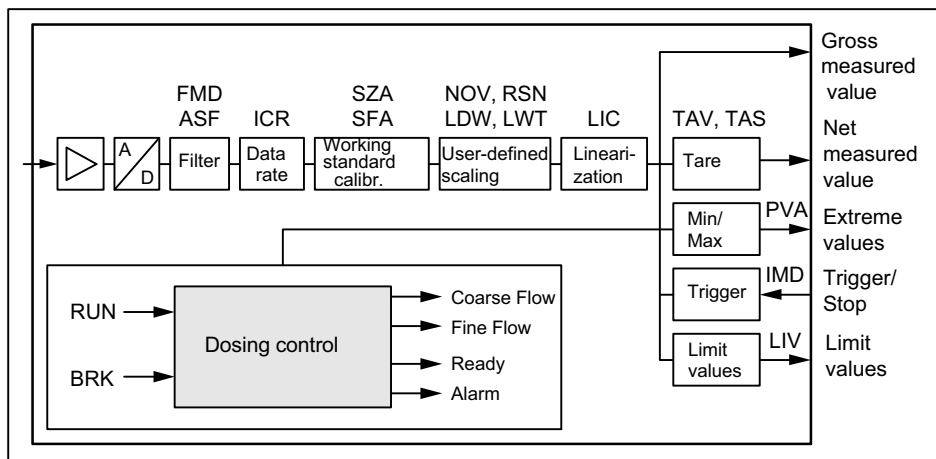 Gross
measured
value
FMD
ASF
ICR
SZA
SFA
NOV, RSN
LDW, LWT
LIC
TAV, TAS
Net
measured
value
A
D
Filter
Data
rate
Working
standard
calibr.
User-defined
scaling
Lineari-
zation
Tare
Min/
Max
PVA
Extreme
values
Trigger
IMD
Trigger/
Stop
Limit
values
LIV
Limit
values
RUN
BRK
Dosing control
Coarse Flow
Fine Flow
Ready
Alarm